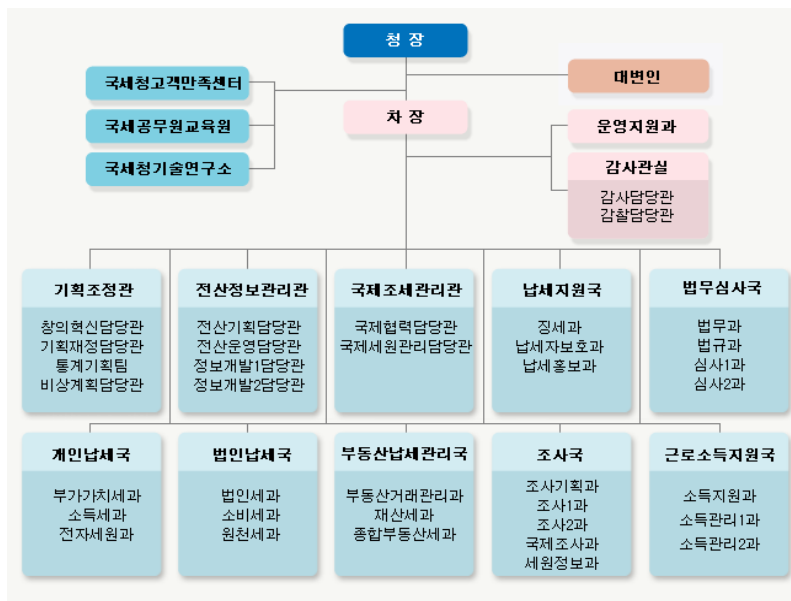 청 장
국세청고객만족센터
대변인
국세공무원교육원
차 장
운영지원과
국세청기술연구소
감사관실
감사담당관
감찰담당관
기획조정관
창의혁신담당관
기획재정담당관
통계기획팀
비상계획담당관
전산정보관리관
전산기획담당관
전산운영담당관
정보개발1담당관
정보개발2담당관
국제조세관리관
국제협력담당관
국제세원관리담당관
납세지원국
징세과
납세자보호과
납세홍보과
법무심사국
법무과
법규과
심사1과
심사2과
개인납세국
부가가치세과
소득세과
전자세원과
법인납세국
법인세과
소비세과
원천세과
부동산납세관리국
부동산거래관리과
재산세과
종합부동산세과
조사국
조사기획과
조사1과
조사2과
국제조사과
세원정보과
근로소득지원국
소득지원과
소득관리1과
소득관리2과